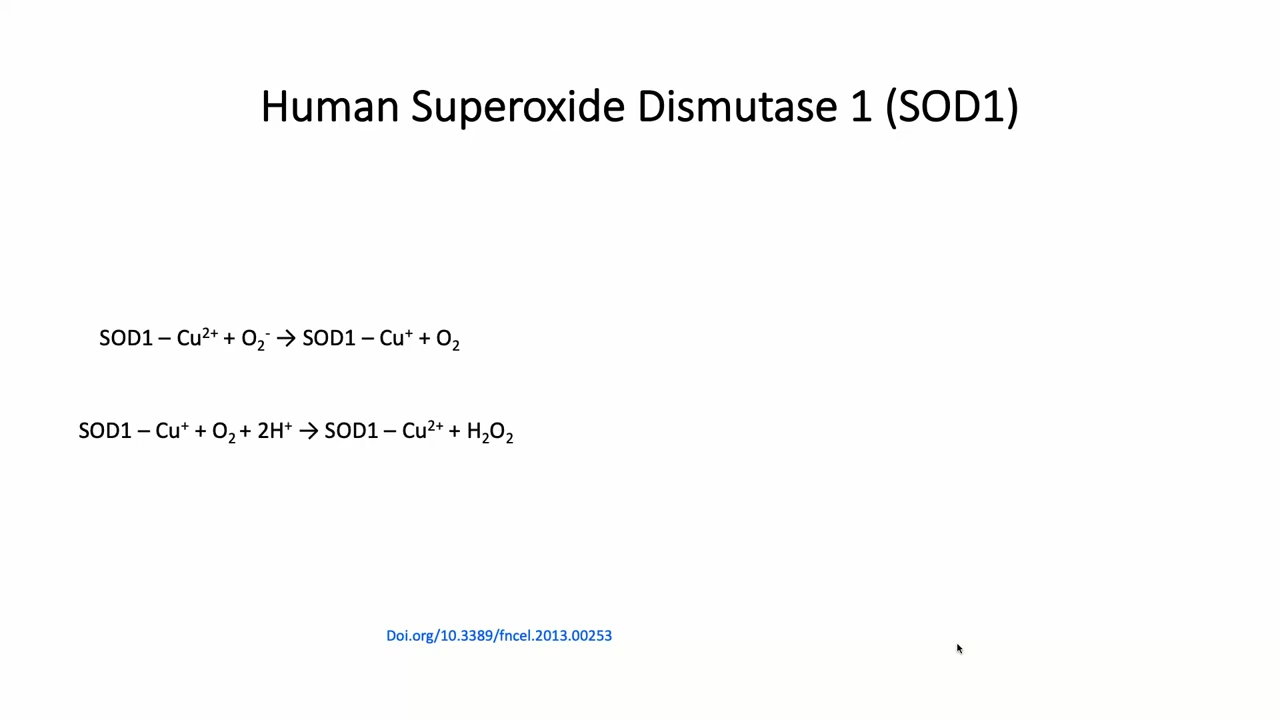 Human Superoxide Dismutase 1 (SOD1)
SOD1 – Cu²⁺ + O₂⁻ → SOD1 – Cu⁺ + O₂
SOD1 – Cu⁺ + O₂ + 2H⁺ → SOD1 – Cu²⁺ + H₂O₂
Doi.org/10.3389/fncel.2013.00253